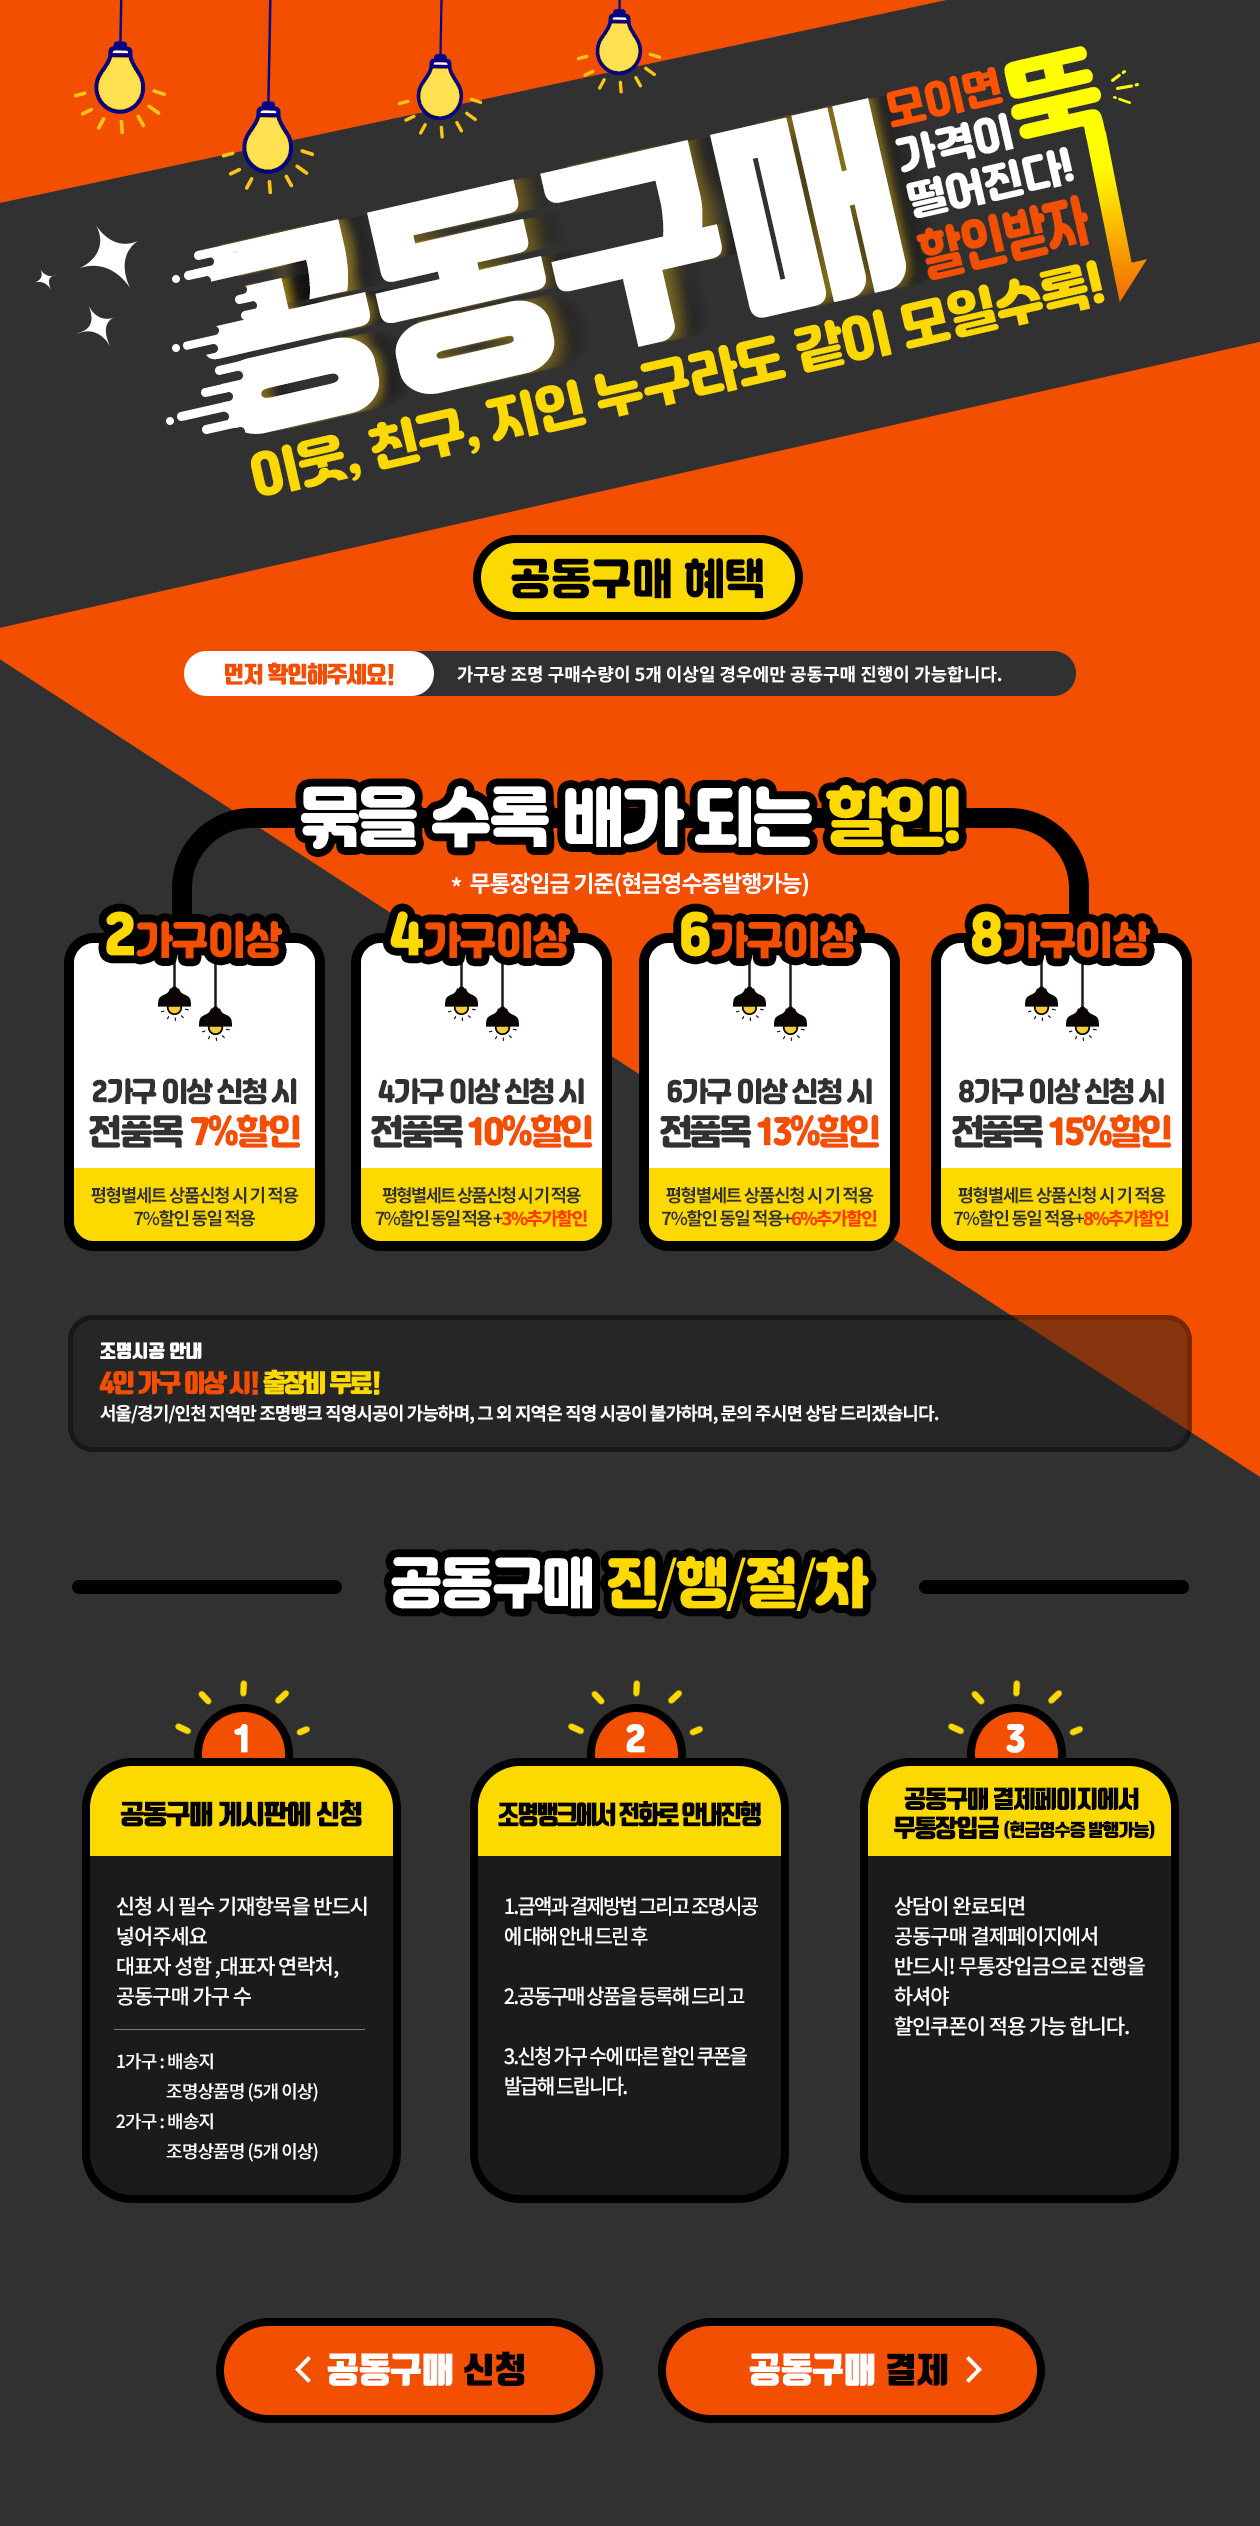 모이면 뚝
가격이
떨어진다!
할인받자
공동구매
이웃, 친구, 지인 누구라도 같이 모일수록!
공동구매 혜택
먼저 확인해주세요! 가구당 조명 구매수량이 5개 이상일 경우에만 공동구매 진행이 가능합니다.
묶을 수록 배가 되는 할인!
* 무통장입금 기준(현금영수증발행가능)
2가구이상
2가구 이상 신청 시
전품목 7%할인
평형별세트 상품신청 시 기 적용
7%할인 동일 적용
4가구이상
4가구 이상 신청 시
전품목 10%할인
평형별세트 상품신청 시 기 적용
7%할인 동일 적용+3%추가할인
6가구이상
6가구 이상 신청 시
전품목 13%할인
평형별세트 상품신청 시 기 적용
7%할인 동일 적용+6%추가할인
8가구이상
8가구 이상 신청 시
전품목 15%할인
평형별세트 상품신청 시 기 적용
7%할인 동일 적용+8%추가할인
조명시공 안내
4인 가구 이상 시! 출장비 무료!
서울/경기/인천 지역만 조명뱅크 직영시공이 가능하며, 그 외 지역은 직영 시공이 불가하며, 문의 주시면 상담 드리겠습니다.
공동구매 진/행/절/차
1
공동구매 게시판에 신청
신청 시 필수 기재항목을 반드시
넣어주세요
대표자 성함 ,대표자 연락처,
공동구매 가구 수
1가구 : 배송지
조명상품명 (5개 이상)
2가구 : 배송지
조명상품명 (5개 이상)
2
조명뱅크에서 전화로 안내진행
1.금액과 결제방법 그리고 조명시공
에 대해 안내 드린 후
2.공동구매 상품을 등록해 드리 고
3.신청 가구 수에 따른 할인 쿠폰을
발급해 드립니다.
3
공동구매 결제페이지에서
무통장입금 (현금영수증 발행가능)
상담이 완료되면
공동구매 결제페이지에서
반드시! 무통장입금으로 진행을
하셔야
할인쿠폰이 적용 가능 합니다.
공동구매 신청
공동구매 결제